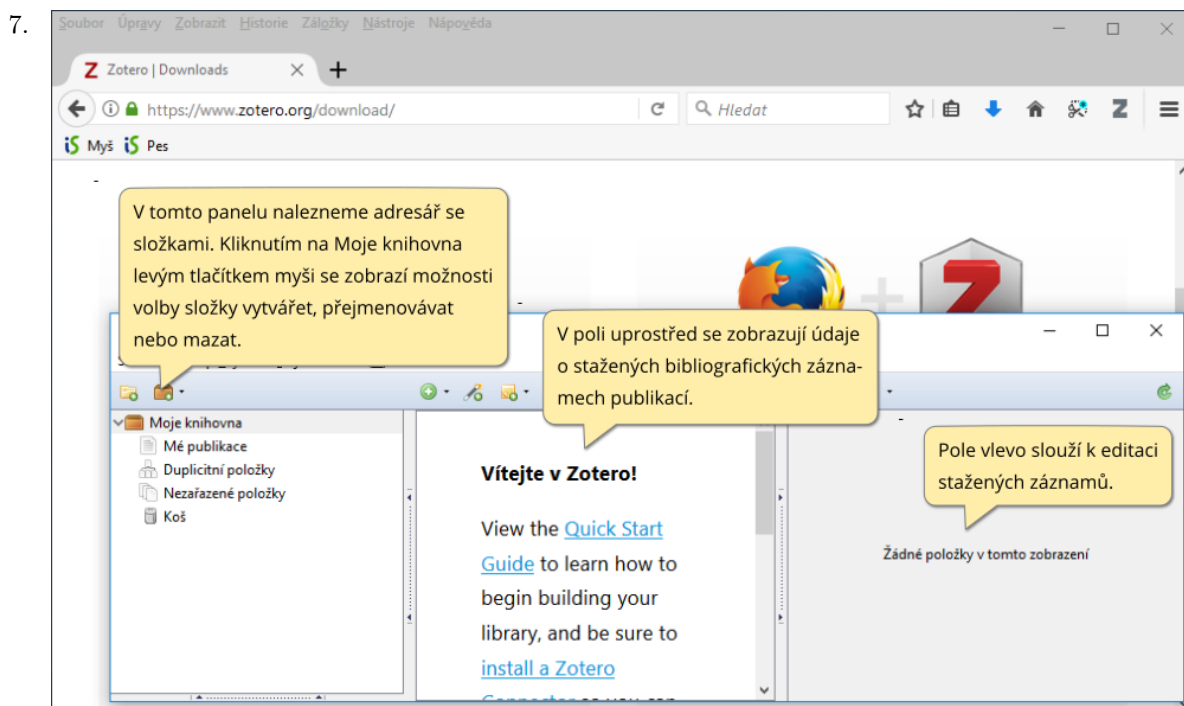 7.
Soubor Úpravy Zobrazit Historie Záložky Nástroje Nápověda
Zotero | Downloads
https://www.zotero.org/download/
Hledat
Myš Pes
V tomto panelu nalezneme adresář se
složkami. Kliknutím na Moje knihovna
levým tlačítkem myši se zobrazí možnosti
volby složky vytvářet, přejmenovávat
nebo mazat.
V poli uprostřed se zobrazují údaje
o stažených bibliografických zázna-
mech publikací.
Pole vlevo slouží k editaci
stažených záznamů.
Moje knihovna
Mé publikace
Duplicitní položky
Nezařazené položky
Koš
Vítejte v Zotero!
View the Quick Start
Guide to learn how to
begin building your
library, and be sure to
install a Zotero
Žádné položky v tomto zobrazení